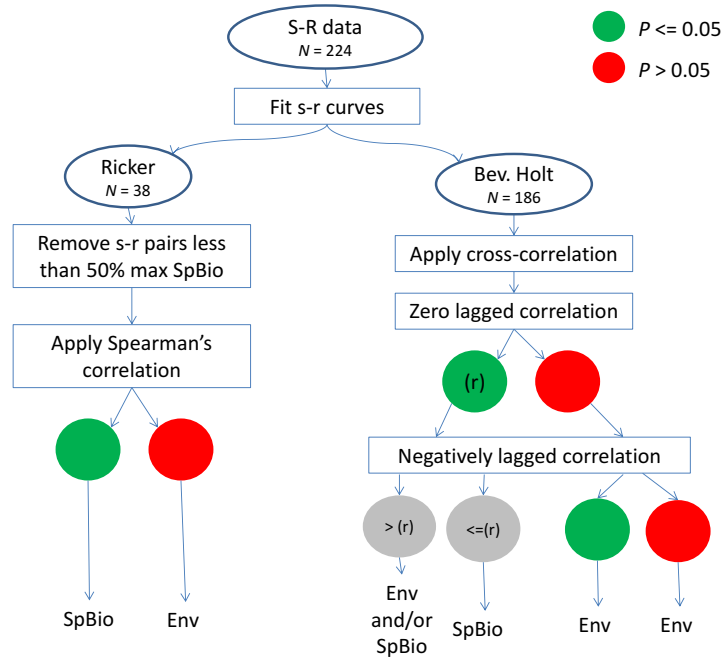 S-R data
N = 224
P <= 0.05
P > 0.05
Fit s-r curves
Ricker
N = 38
Bev. Holt
N = 186
Remove s-r pairs less
than 50% max SpBio
Apply cross-correlation
Zero lagged correlation
Apply Spearman's
correlation
(r)
Negatively lagged correlation
> (r)
<=(r)
SpBio
Env
Env
and/or
SpBio
SpBio
Env
Env